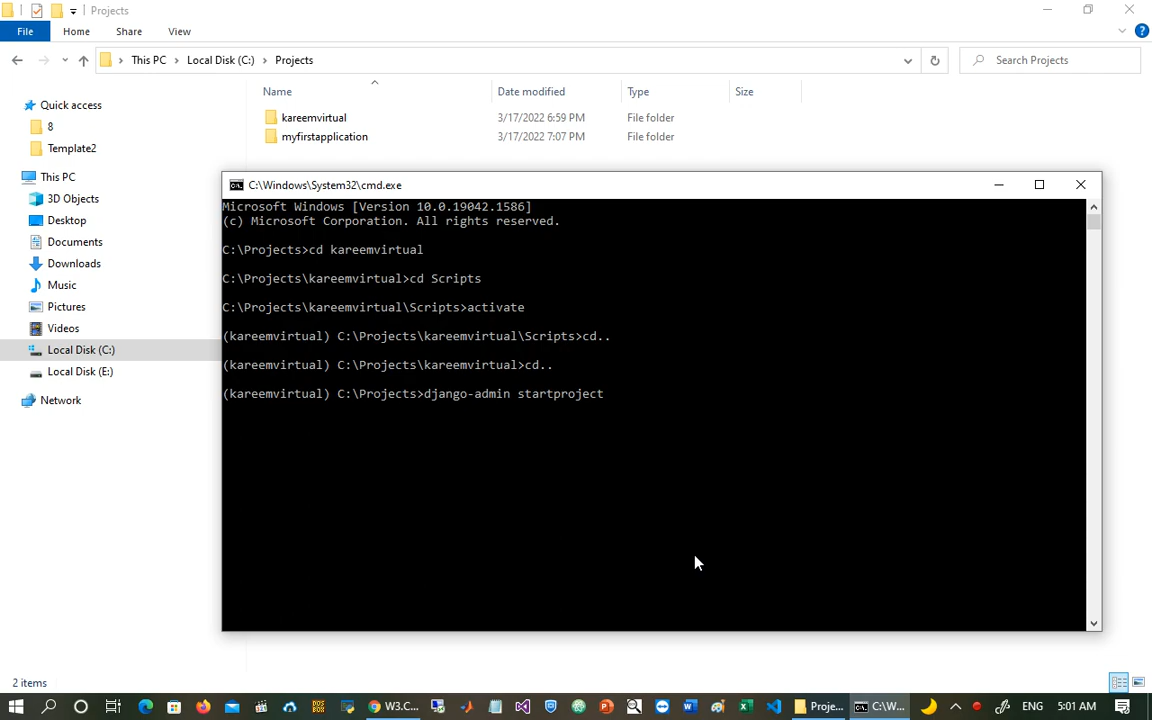 Projects
File Home Share View
This PC Local Disk (C:) Projects
Search Projects
Name Date modified Type Size
Quick access
8
Template2
This PC
3D Objects
Desktop
Documents
Downloads
Music
Pictures
Videos
Local Disk (C:)
Local Disk (E:)
Network
kareemvirtual 3/17/2022 6:59 PM File folder
myfirstapplication 3/17/2022 7:07 PM File folder
C:\Windows\System32\cmd.exe
Microsoft Windows [Version 10.0.19042.1586]
(c) Microsoft Corporation. All rights reserved.
C:\Projects>cd kareemvirtual
C:\Projects\kareemvirtual>cd Scripts
C:\Projects\kareemvirtual\Scripts>activate
(kareemvirtual) C:\Projects\kareemvirtual\Scripts>cd..
(kareemvirtual) C:\Projects\kareemvirtual>cd..
(kareemvirtual) C:\Projects>django-admin startproject
2 items
W3.C... Proje... C:\W... ENG 5:01 AM